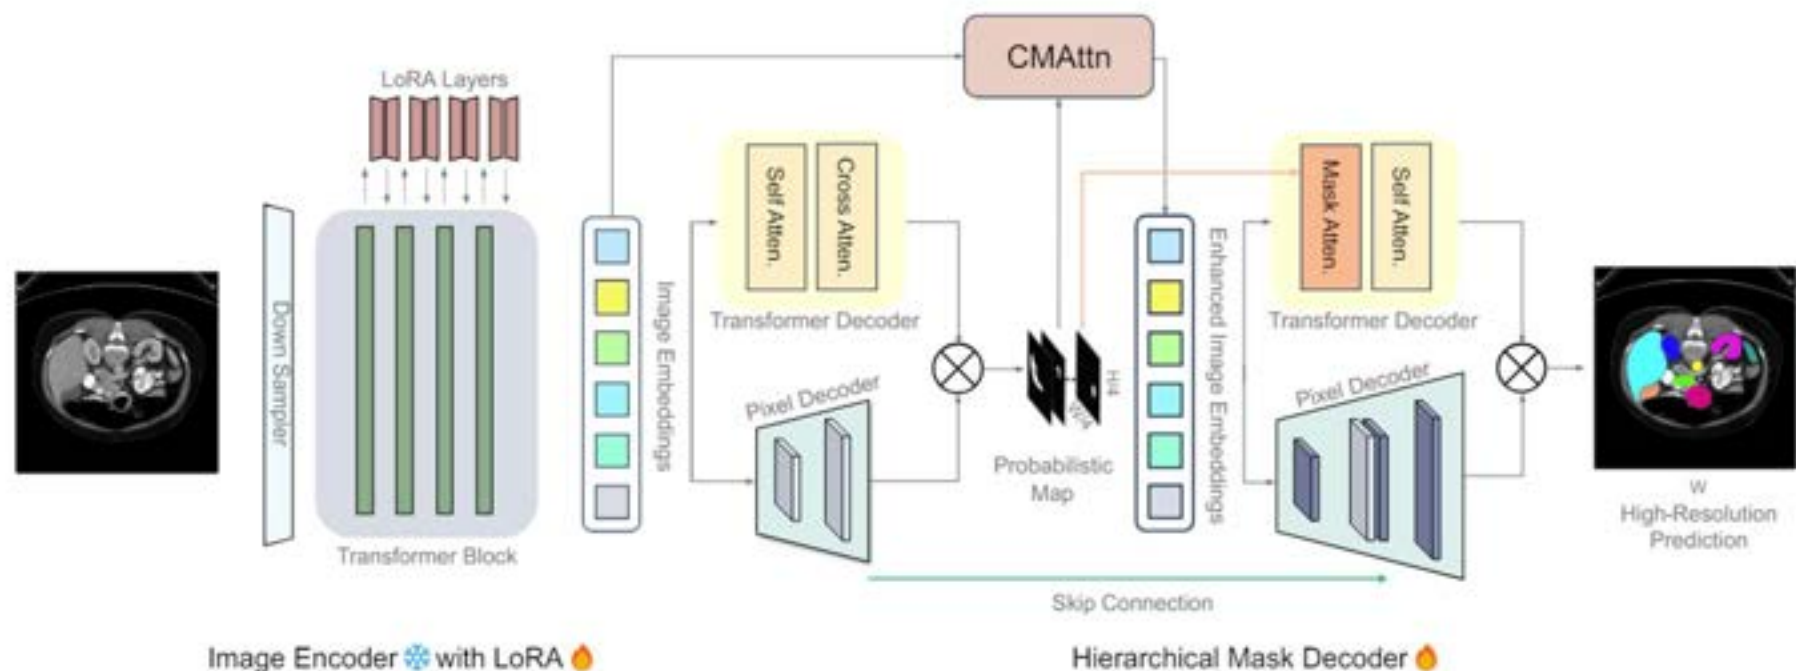 CMAttn
LoRA Layers
Down Sampler
Transformer Block
Image Embeddings
Self Atten.
Cross Atten.
Transformer Decoder
Pixel Decoder
H/4
W/4
Probabilistic
Map
Enhanced Image Embeddings
Mask Atten.
Self Atten.
Transformer Decoder
Pixel Decoder
W
High-Resolution
Prediction
Skip Connection
Image Encoder with LoRA
Hierarchical Mask Decoder